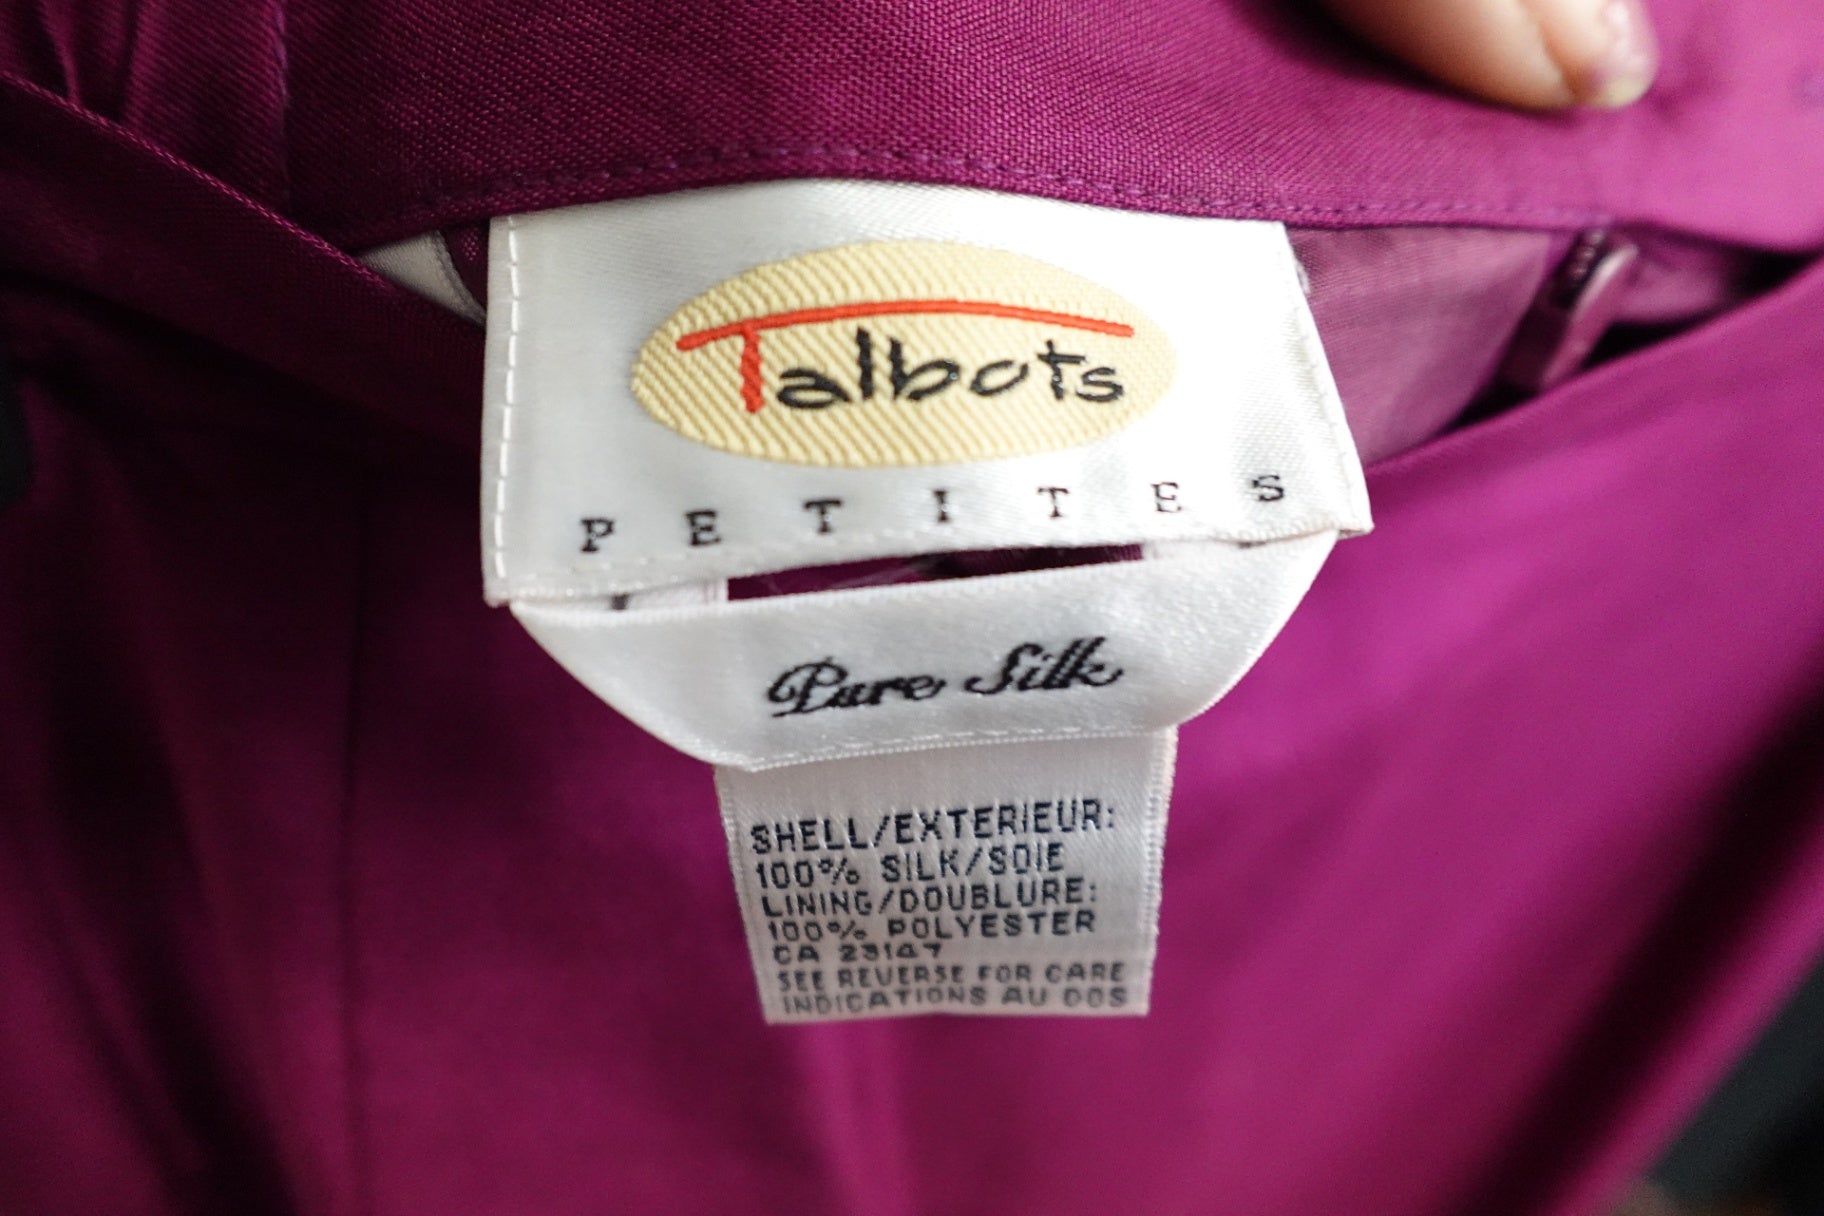 Talbots
PETITES
Pure Silk
SHELL/EXTERIEUR:
100% SILK/SOIE
LINING/DOUBLURE:
100% POLYESTER
CA 23147
SEE REVERSE FOR CARE
INDICATIONS AU DOS